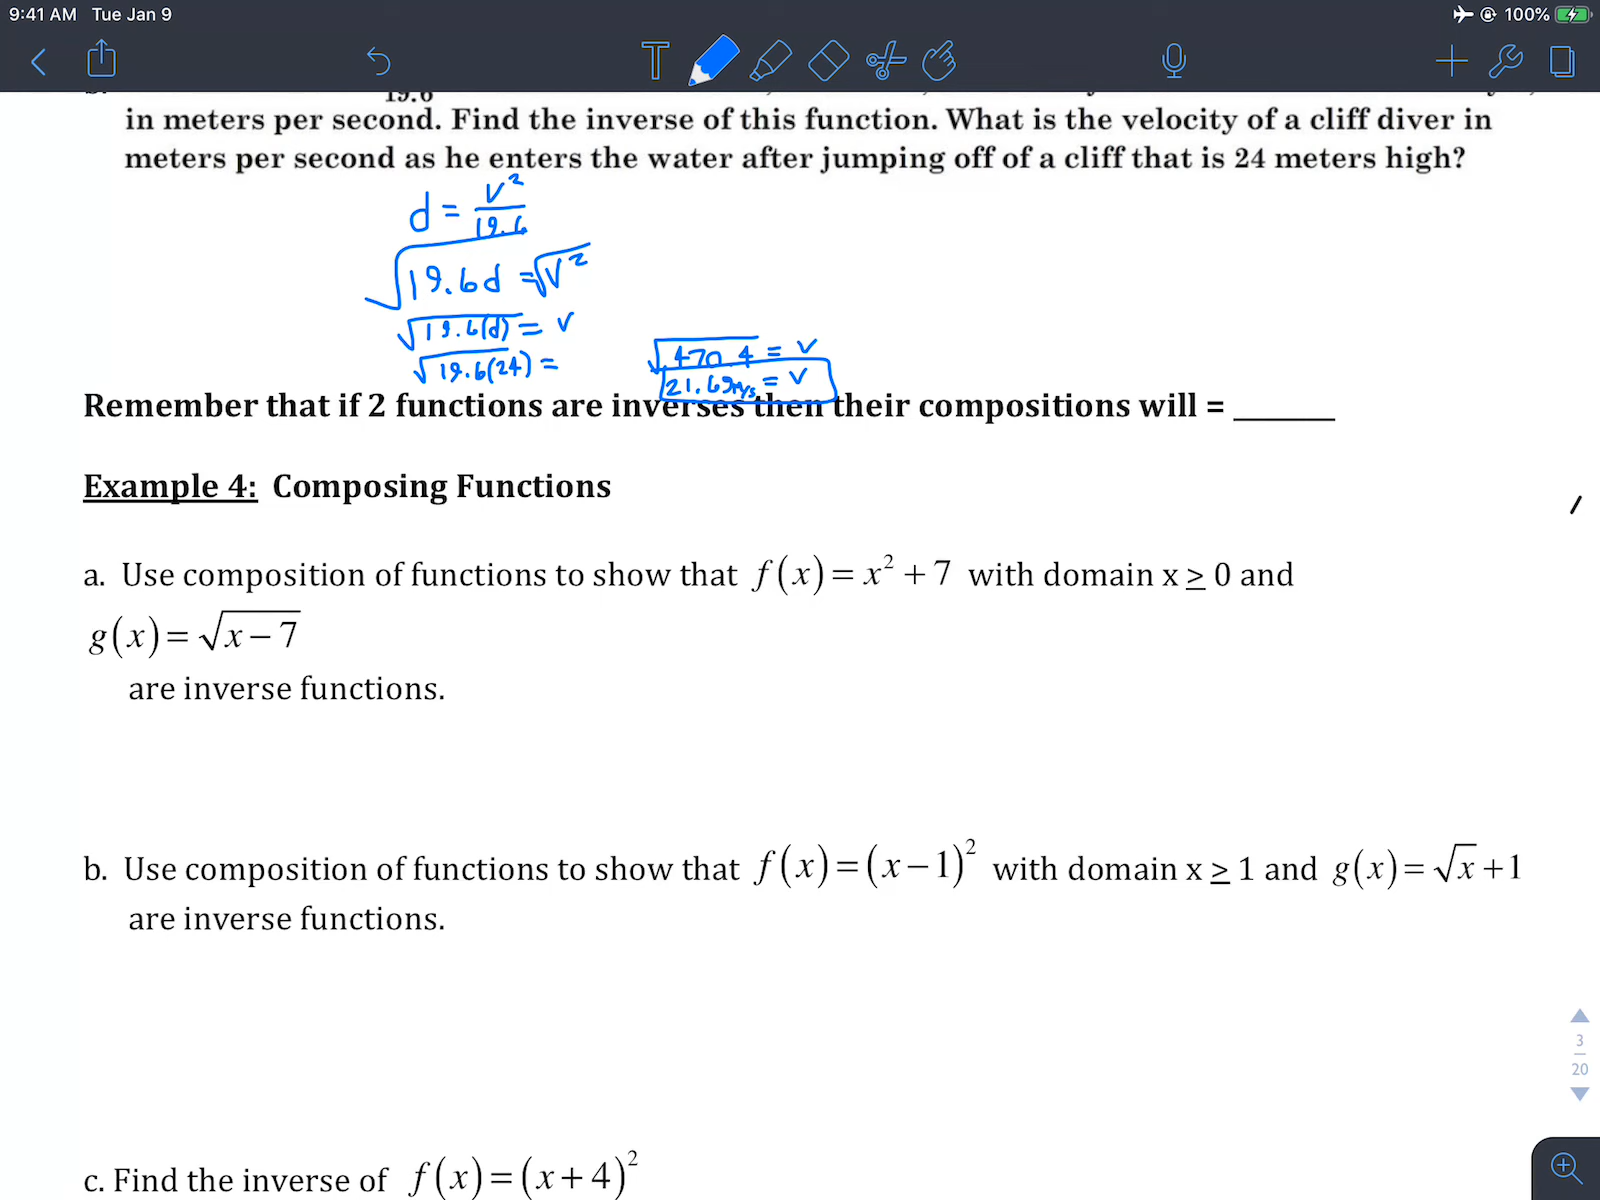 9:41 AM Tue Jan 9
100%
19.6
in meters per second. Find the inverse of this function. What is the velocity of a cliff diver in
meters per second as he enters the water after jumping off of a cliff that is 24 meters high?
d = v²/19.6
√19.6d = √v²
√19.6(d) = v
√19.6(24) =
√470.4 = v
21.69 m/s = v
Remember that if 2 functions are inverses then their compositions will = ______
Example 4: Composing Functions
a. Use composition of functions to show that f(x) = x² + 7 with domain x ≥ 0 and
g(x) = √x − 7
are inverse functions.
b. Use composition of functions to show that f(x) = (x − 1)² with domain x ≥ 1 and g(x) = √x + 1
are inverse functions.
3
20
c. Find the inverse of f(x) = (x + 4)²